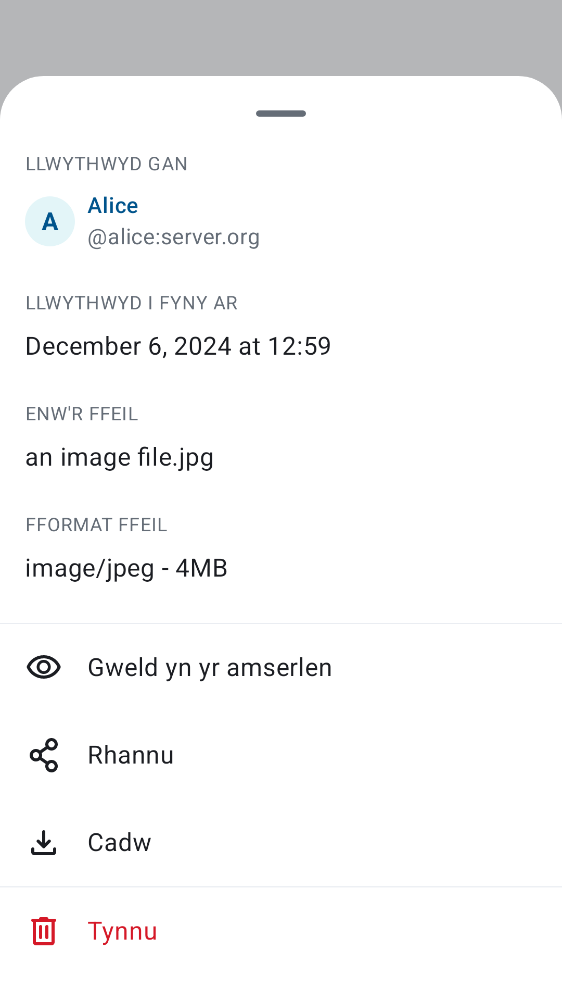 LLWYTHWYD GAN
A
Alice
@alice:server.org
LLWYTHWYD I FYNY AR
December 6, 2024 at 12:59
ENW'R FFEIL
an image file.jpg
FFORMAT FFEIL
image/jpeg - 4MB
Gweld yn yr amserlen
Rhannu
Cadw
Tynnu